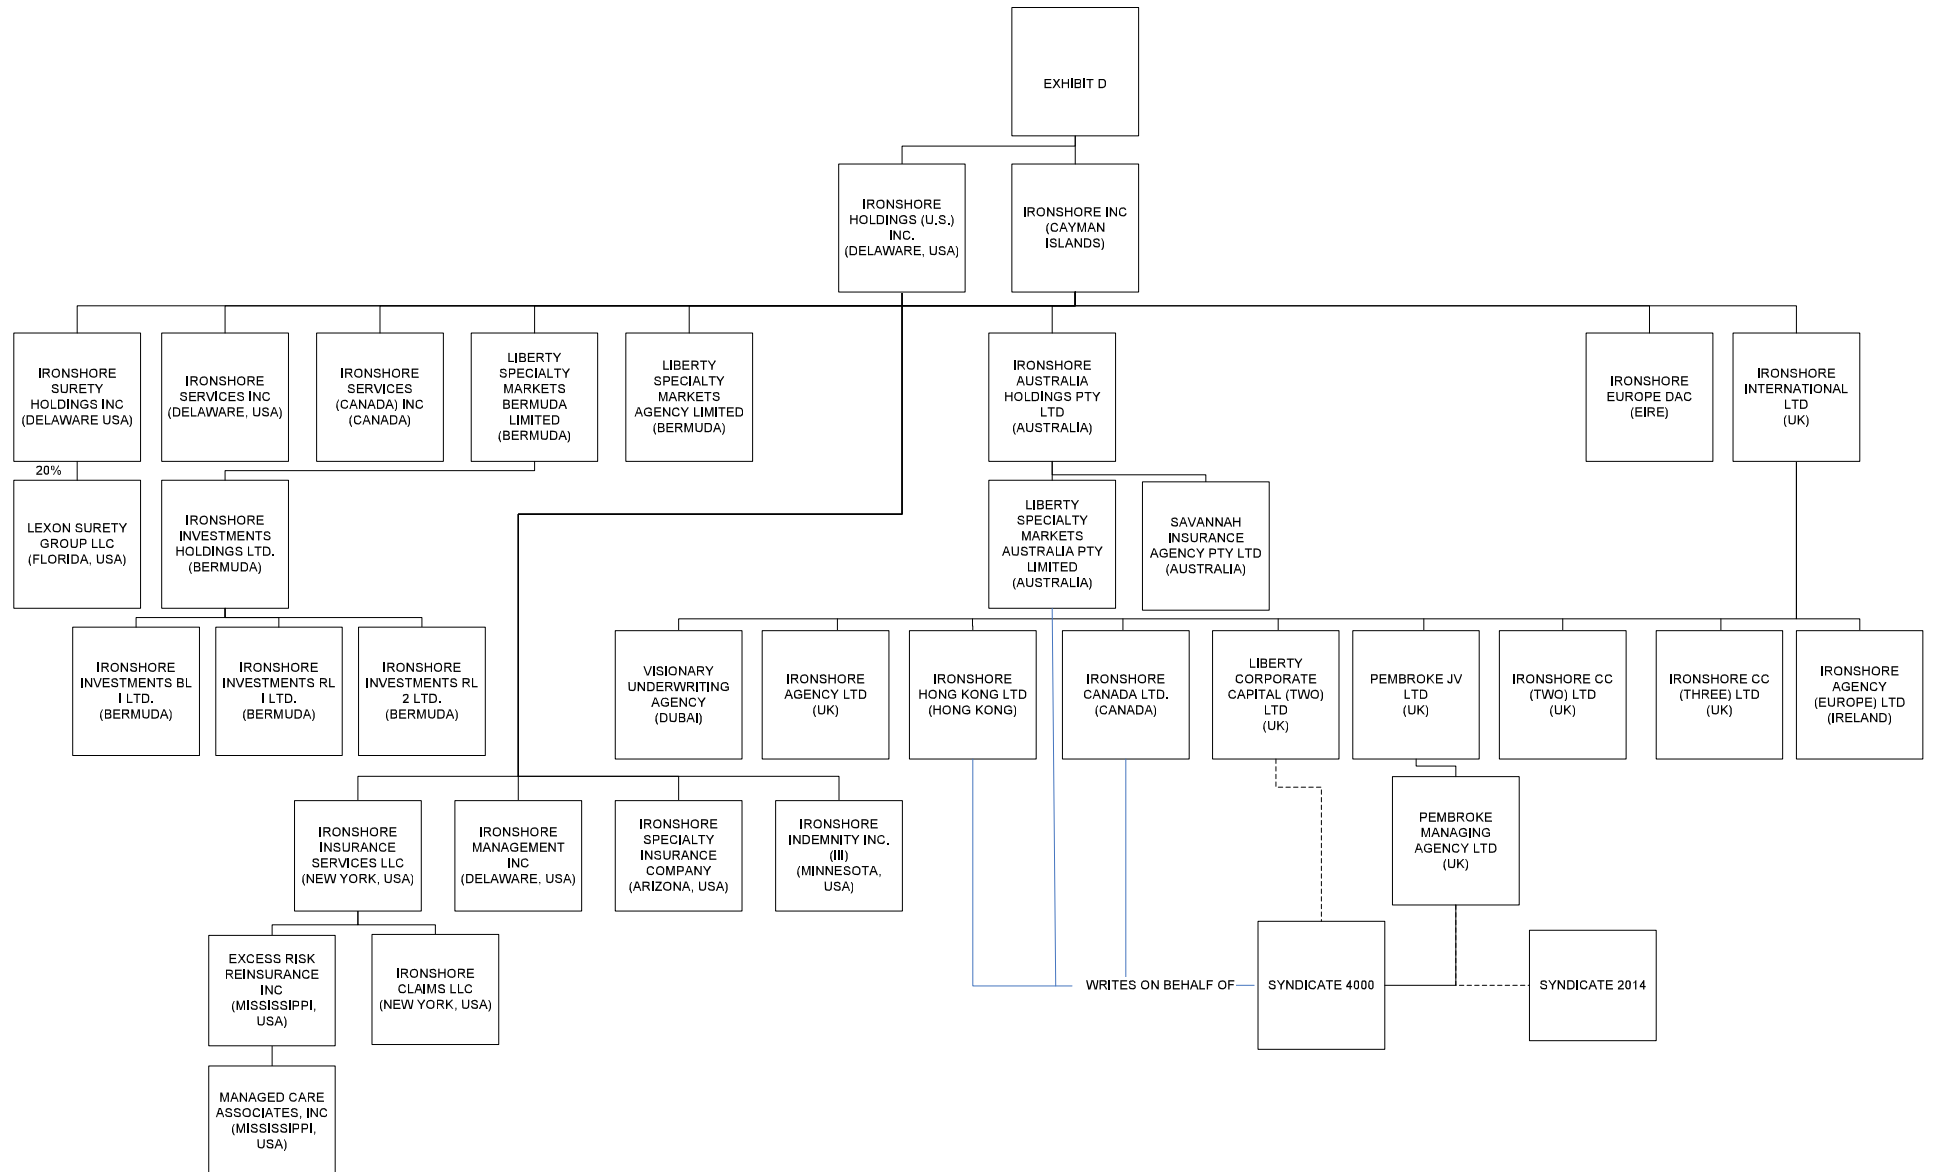 EXHIBIT D
IRONSHORE
HOLDINGS (U.S.)
INC.
(DELAWARE, USA)
IRONSHORE INC
(CAYMAN
ISLANDS)
IRONSHORE
SURETY
HOLDINGS INC
(DELAWARE USA)
IRONSHORE
SERVICES INC
(DELAWARE, USA)
IRONSHORE
SERVICES
(CANADA) INC
(CANADA)
LIBERTY
SPECIALTY
MARKETS
BERMUDA
LIMITED
(BERMUDA)
LIBERTY
SPECIALTY
MARKETS
AGENCY LIMITED
(BERMUDA)
IRONSHORE
AUSTRALIA
HOLDINGS PTY
LTD
(AUSTRALIA)
IRONSHORE
EUROPE DAC
(EIRE)
IRONSHORE
INTERNATIONAL
LTD
(UK)
20%
LEXON SURETY
GROUP LLC
(FLORIDA, USA)
IRONSHORE
INVESTMENTS
HOLDINGS LTD.
(BERMUDA)
LIBERTY
SPECIALTY
MARKETS
AUSTRALIA PTY
LIMITED
(AUSTRALIA)
SAVANNAH
INSURANCE
AGENCY PTY LTD
(AUSTRALIA)
IRONSHORE
INVESTMENTS BL
I LTD.
(BERMUDA)
IRONSHORE
INVESTMENTS RL
I LTD.
(BERMUDA)
IRONSHORE
INVESTMENTS RL
2 LTD.
(BERMUDA)
VISIONARY
UNDERWRITING
AGENCY
(DUBAI)
IRONSHORE
AGENCY LTD
(UK)
IRONSHORE
HONG KONG LTD
(HONG KONG)
IRONSHORE
CANADA LTD.
(CANADA)
LIBERTY
CORPORATE
CAPITAL (TWO)
LTD
(UK)
PEMBROKE JV
LTD
(UK)
IRONSHORE CC
(TWO) LTD
(UK)
IRONSHORE CC
(THREE) LTD
(UK)
IRONSHORE
AGENCY
(EUROPE) LTD
(IRELAND)
IRONSHORE
INSURANCE
SERVICES LLC
(NEW YORK, USA)
IRONSHORE
MANAGEMENT
INC
(DELAWARE, USA)
IRONSHORE
SPECIALTY
INSURANCE
COMPANY
(ARIZONA, USA)
IRONSHORE
INDEMNITY INC.
(III)
(MINNESOTA,
USA)
PEMBROKE
MANAGING
AGENCY LTD
(UK)
EXCESS RISK
REINSURANCE
INC
(MISSISSIPPI,
USA)
IRONSHORE
CLAIMS LLC
(NEW YORK, USA)
WRITES ON BEHALF OF
SYNDICATE 4000
SYNDICATE 2014
MANAGED CARE
ASSOCIATES, INC
(MISSISSIPPI,
USA)